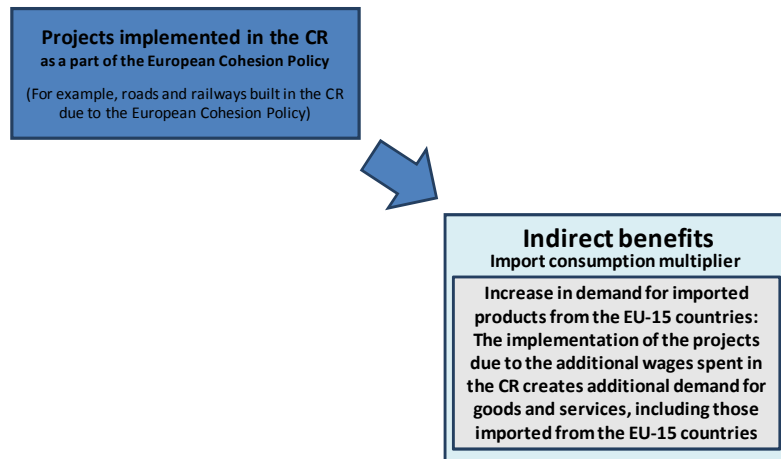 Projects implemented in the CR
as a part of the European Cohesion Policy
(For example, roads and railways built in the CR
due to the European Cohesion Policy)
Indirect benefits
Import consumption multiplier
Increase in demand for imported
products from the EU-15 countries:
The implementation of the projects
due to the additional wages spent in
the CR creates additional demand for
goods and services, including those
imported from the EU-15 countries